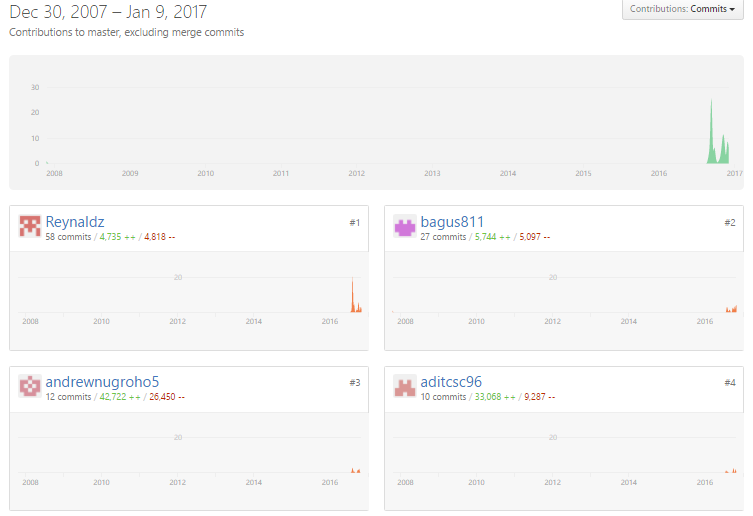 Dec 30, 2007 – Jan 9, 2017
Contributions: Commits
Contributions to master, excluding merge commits
30
20
10
0
2008 2009 2010 2011 2012 2013 2014 2015 2016 2017
Reynaldz #1
58 commits / 4,735 ++ / 4,818 --
20
2008 2010 2012 2014 2016
bagus811 #2
27 commits / 5,744 ++ / 5,097 --
20
2008 2010 2012 2014 2016
andrewnugroho5 #3
12 commits / 42,722 ++ / 26,450 --
20
2008 2010 2012 2014 2016
aditcsc96 #4
10 commits / 33,068 ++ / 9,287 --
20
2008 2010 2012 2014 2016